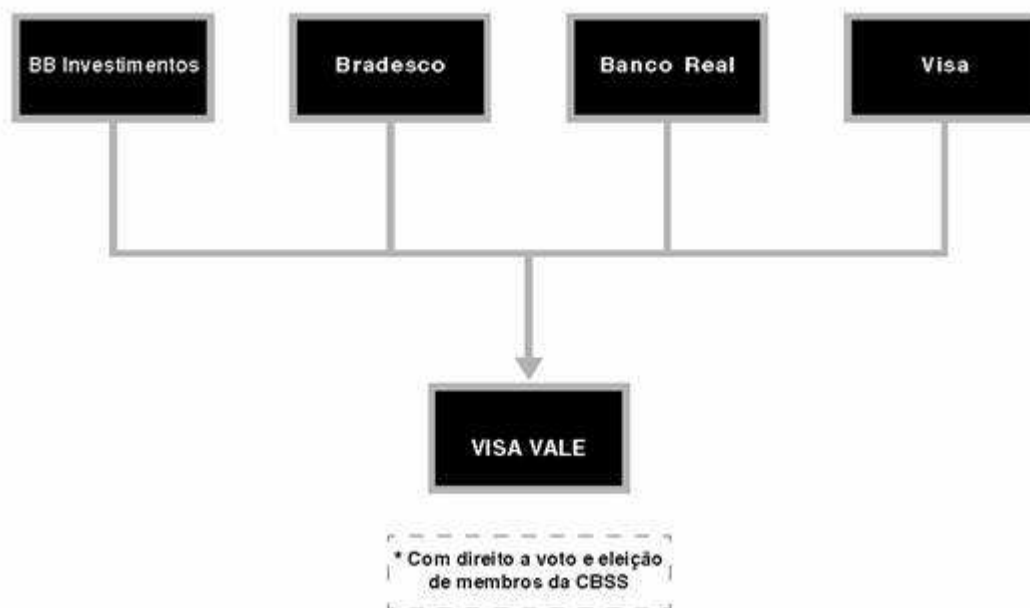 BB Investimentos
Bradesco
Banco Real
Visa
VISA VALE
* Com direito a voto e eleição
de membros da CBSS